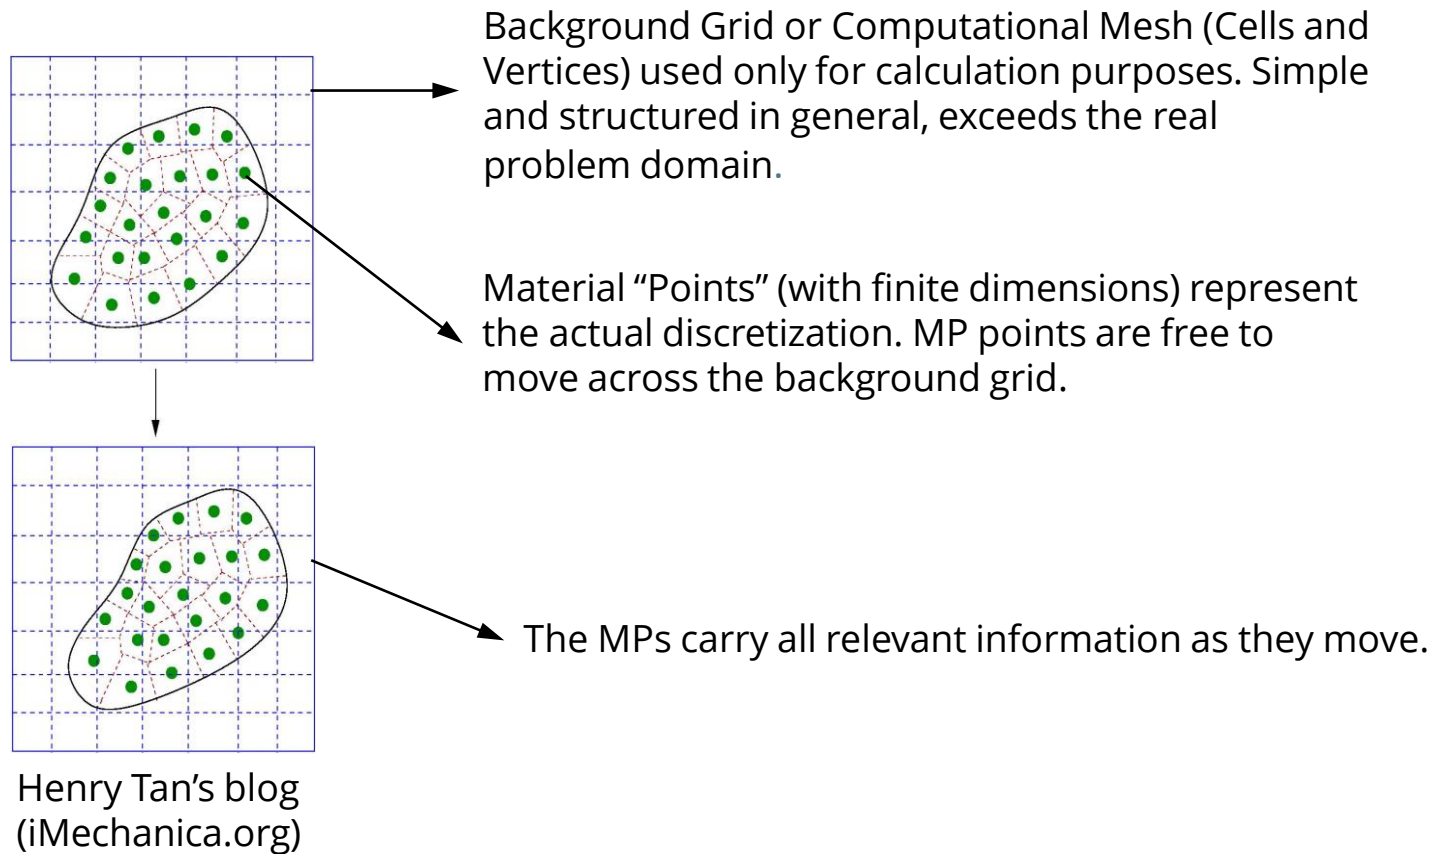 Background Grid or Computational Mesh (Cells and
Vertices) used only for calculation purposes. Simple
and structured in general, exceeds the real
problem domain.
Material “Points” (with finite dimensions) represent
the actual discretization. MP points are free to
move across the background grid.
The MPs carry all relevant information as they move.
Henry Tan’s blog
(iMechanica.org)